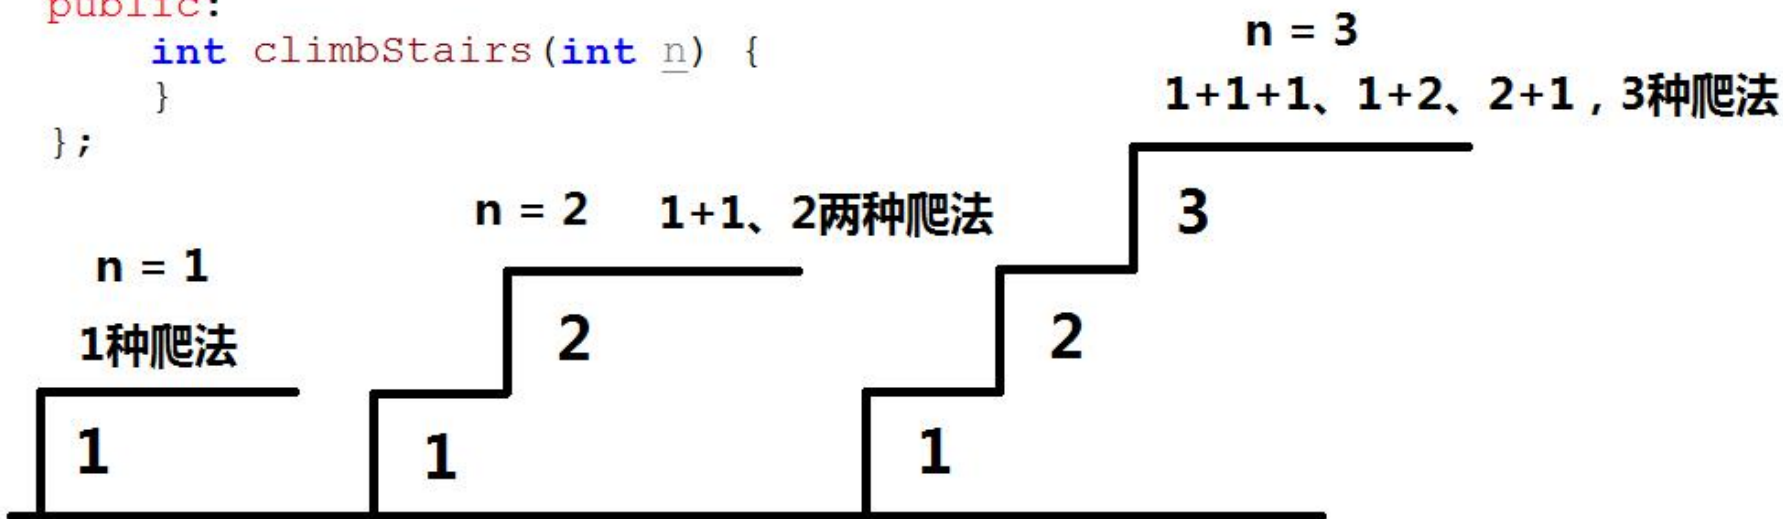 public:
    int climbStairs(int n) {
    }
};
n = 3
1+1+1、1+2、2+1，3种爬法
3
n = 2 1+1、2两种爬法
2
2
n = 1
1种爬法
1
1
1